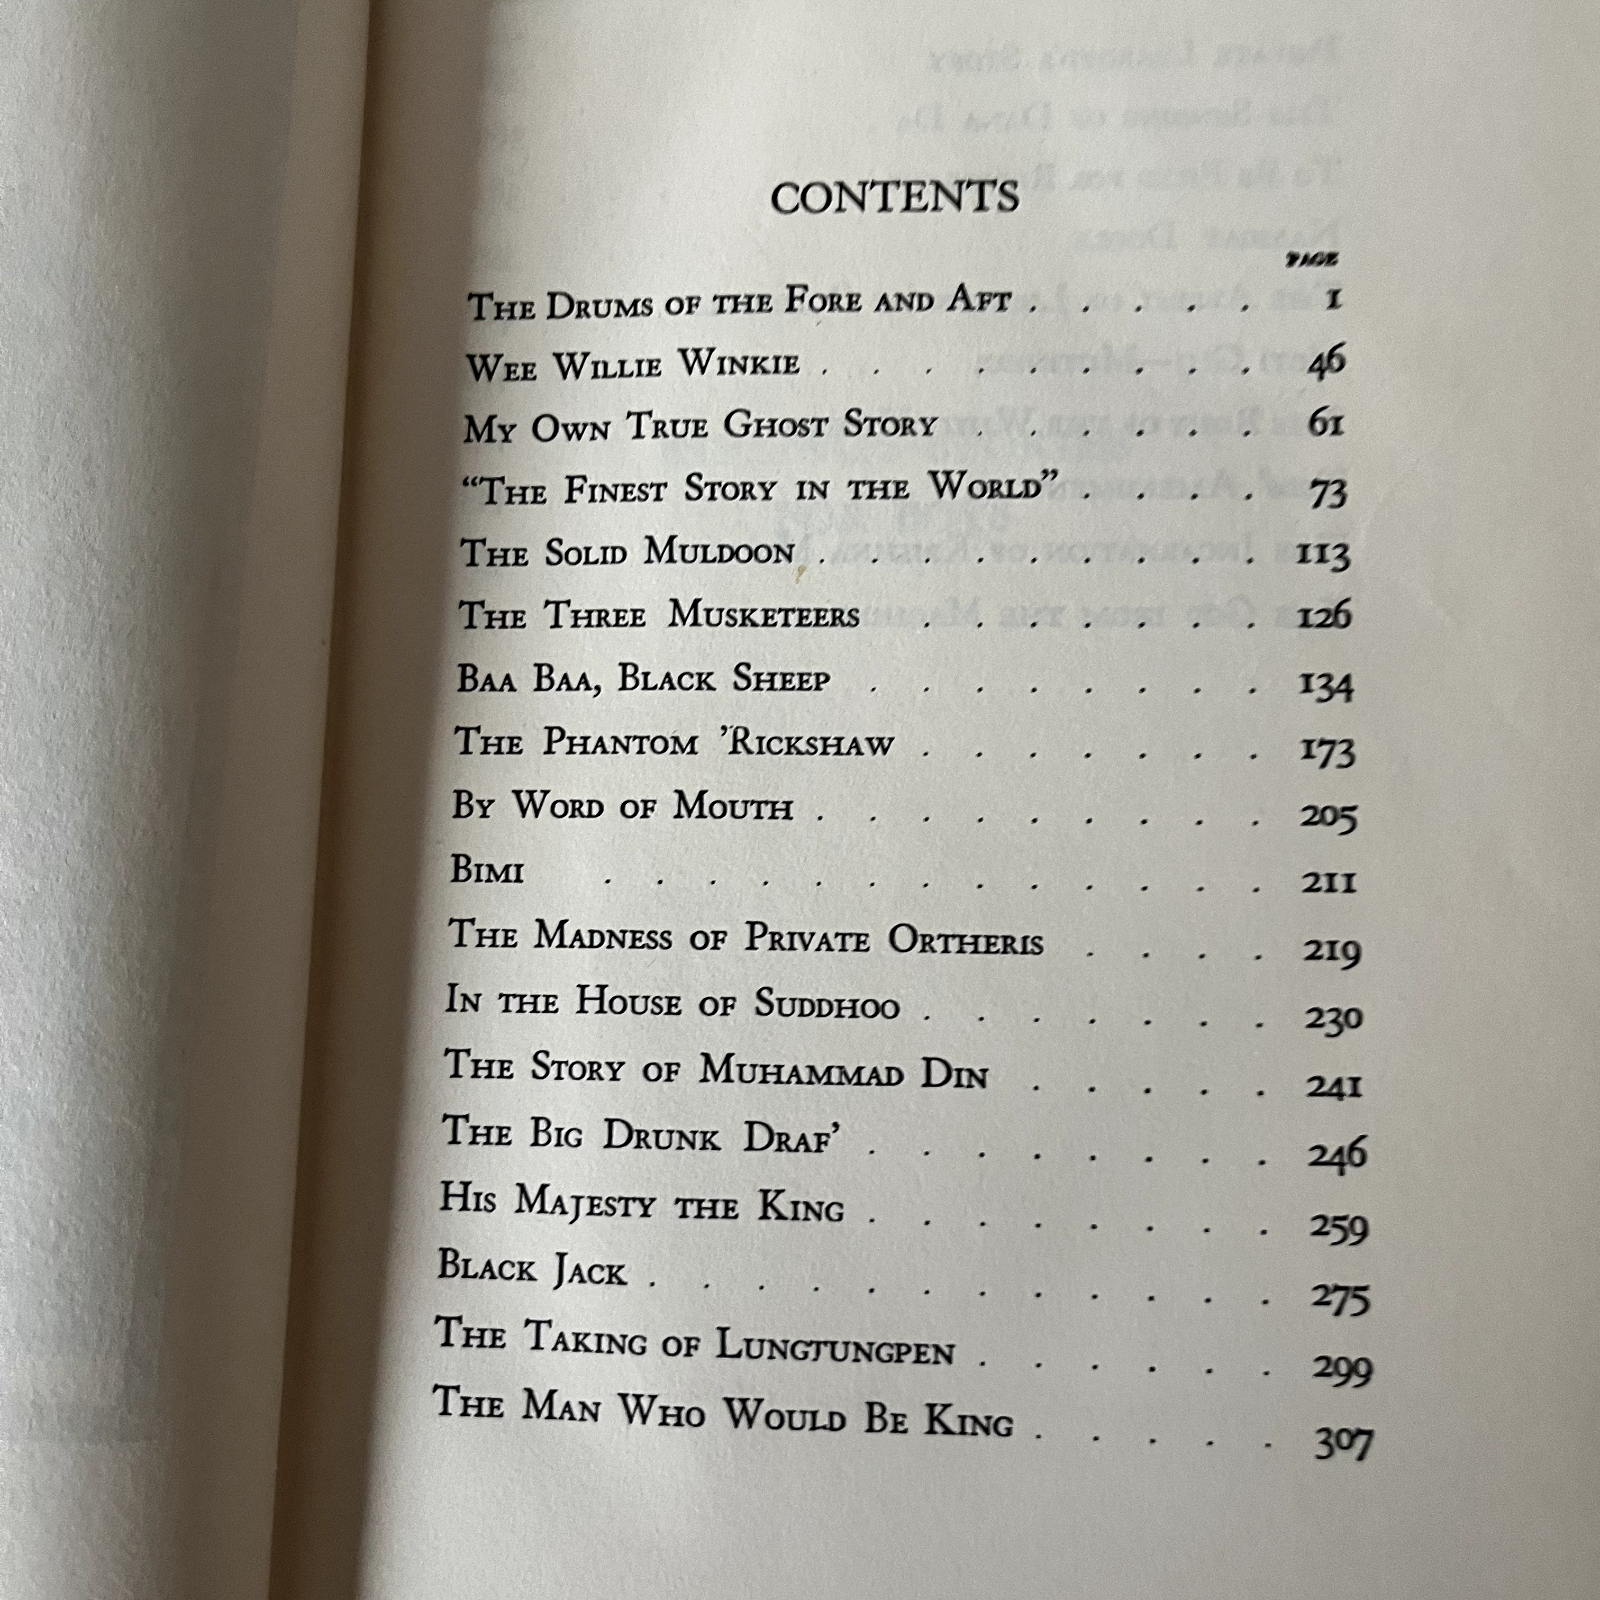 CONTENTS
PAGE
The Drums of the Fore and Aft . . . . . 1
Wee Willie Winkie . . . . . . . . . 46
My Own True Ghost Story . . . . . . 61
“The Finest Story in the World” . . . . 73
The Solid Muldoon . . . . . . . . . 113
The Three Musketeers . . . . . . . 126
Baa Baa, Black Sheep . . . . . . . . 134
The Phantom ’Rickshaw . . . . . . . 173
By Word of Mouth . . . . . . . . . 205
Bimi . . . . . . . . . . . . . 211
The Madness of Private Ortheris . . . . 219
In the House of Suddhoo . . . . . . . 230
The Story of Muhammad Din . . . . . 241
The Big Drunk Draf’ . . . . . . . . 246
His Majesty the King . . . . . . . . 259
Black Jack . . . . . . . . . . . . 275
The Taking of Lungtungpen . . . . . . 299
The Man Who Would Be King . . . . . 307